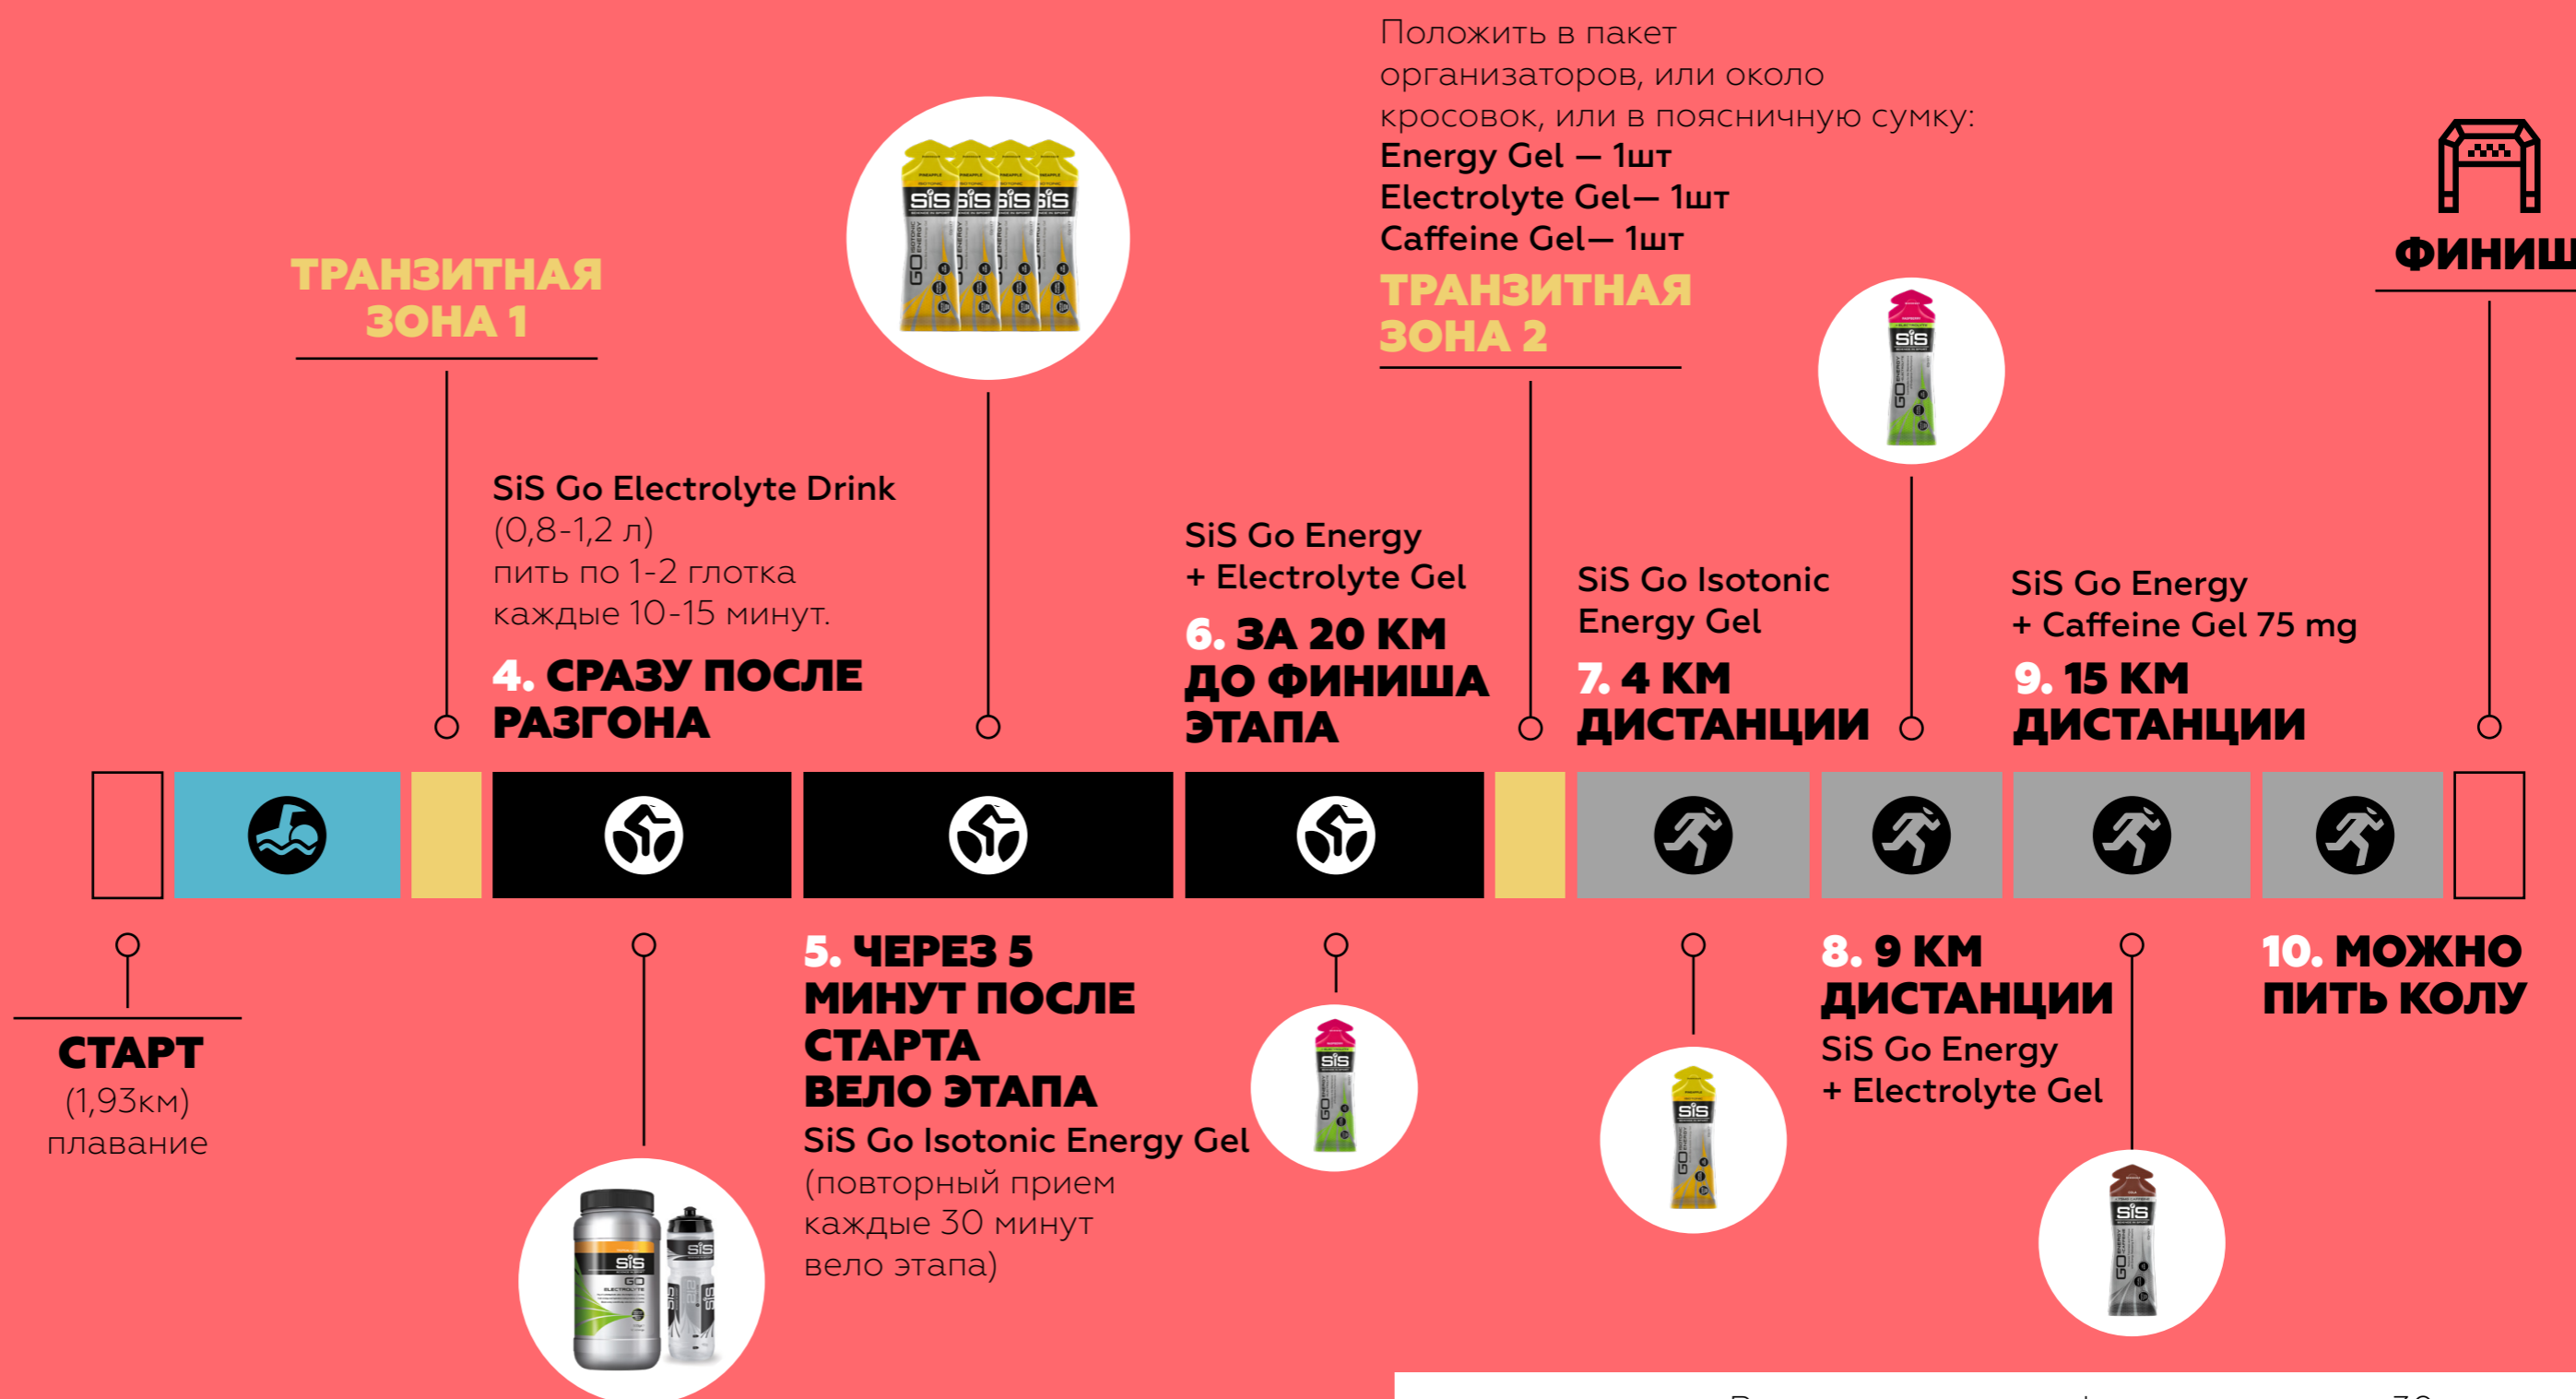 Положить в пакет
организаторов, или около
кросовок, или в поясничную сумку:
Energy Gel — 1шт
Electrolyte Gel— 1шт
Caffeine Gel— 1шт
ТРАНЗИТНАЯ
ЗОНА 1
ТРАНЗИТНАЯ
ЗОНА 2
ФИНИШ
SiS Go Electrolyte Drink
(0,8-1,2 л)
пить по 1-2 глотка
каждые 10-15 минут.
4. СРАЗУ ПОСЛЕ
РАЗГОНА
SiS Go Energy
+ Electrolyte Gel
6. ЗА 20 КМ
ДО ФИНИША
ЭТАПА
SiS Go Isotonic
Energy Gel
7. 4 КМ
ДИСТАНЦИИ
SiS Go Energy
+ Caffeine Gel 75 mg
9. 15 КМ
ДИСТАНЦИИ
СТАРТ
(1,93км)
плавание
5. ЧЕРЕЗ 5
МИНУТ ПОСЛЕ
СТАРТА
ВЕЛО ЭТАПА
SiS Go Isotonic Energy Gel
(повторный прием
каждые 30 минут
вело этапа)
8. 9 КМ
ДИСТАНЦИИ
SiS Go Energy
+ Electrolyte Gel
10. МОЖНО
ПИТЬ КОЛУ
SiS
GO
ELECTROLYTE